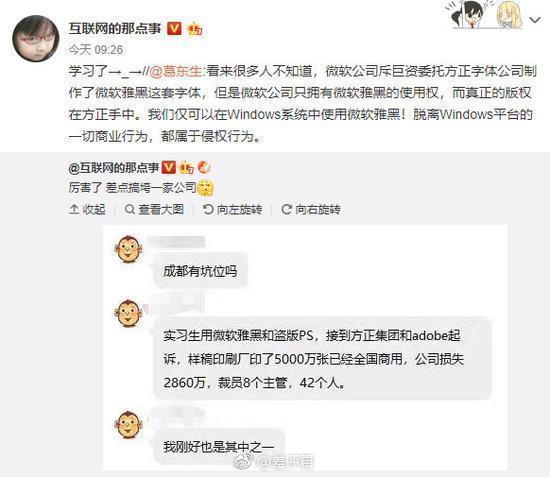 互联网的那点事
今天 09:26
学习了→_→//@葛东生:看来很多人不知道，微软公司斥巨资委托方正字体公司制
作了微软雅黑这套字体，但是微软公司只拥有微软雅黑的使用权，而真正的版权
在方正手中。我们仅可以在Windows系统中使用微软雅黑！脱离Windows平台的
一切商业行为，都属于侵权行为。
@互联网的那点事
厉害了 差点搞垮一家公司
收起 查看大图 向左旋转 向右旋转
成都有坑位吗
实习生用微软雅黑和盗版PS，接到方正集团和adobe起
诉，样稿印刷厂印了5000万张已经全国商用，公司损失
2860万，裁员8个主管，42个人。
我刚好也是其中之一